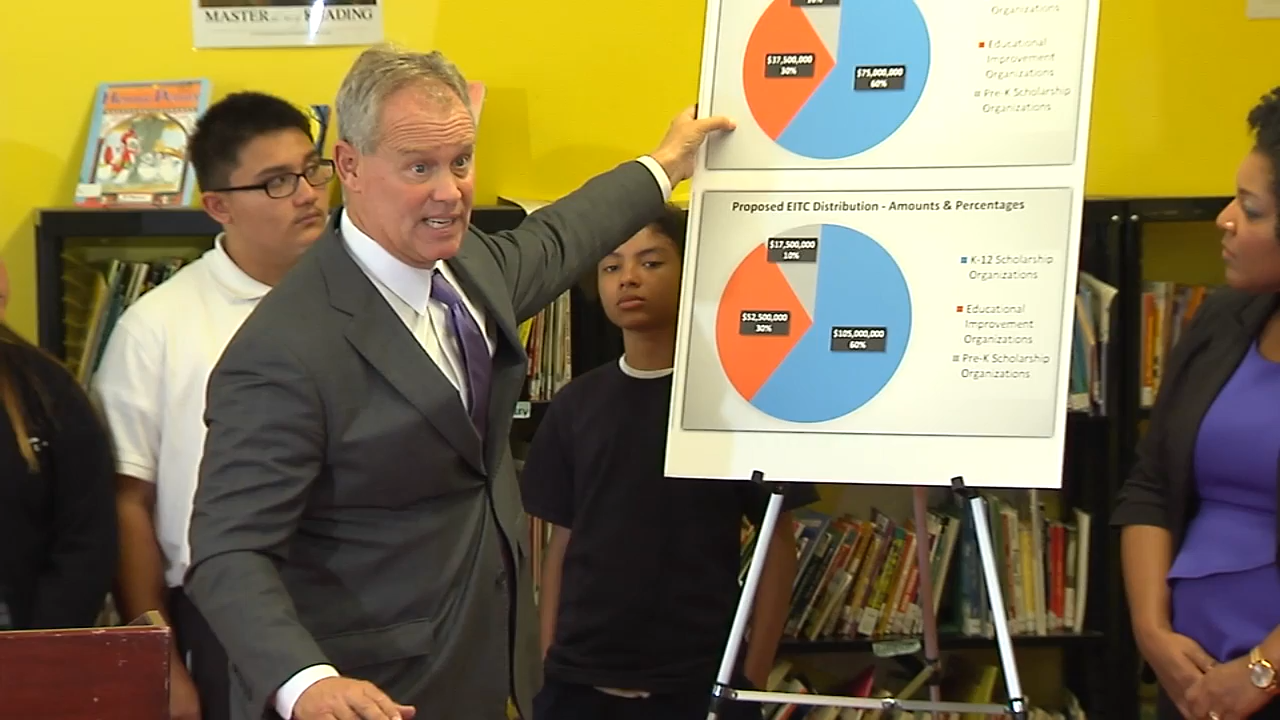 MASTER READING
10%
$37,500,000
30%
$75,000,000
60%
Organizations
Educational
Improvement
Organizations
Pre-K Scholarship
Organizations
Proposed EITC Distribution - Amounts & Percentages
$17,500,000
10%
$52,500,000
30%
$105,000,000
60%
K-12 Scholarship
Organizations
Educational
Improvement
Organizations
Pre-K Scholarship
Organizations